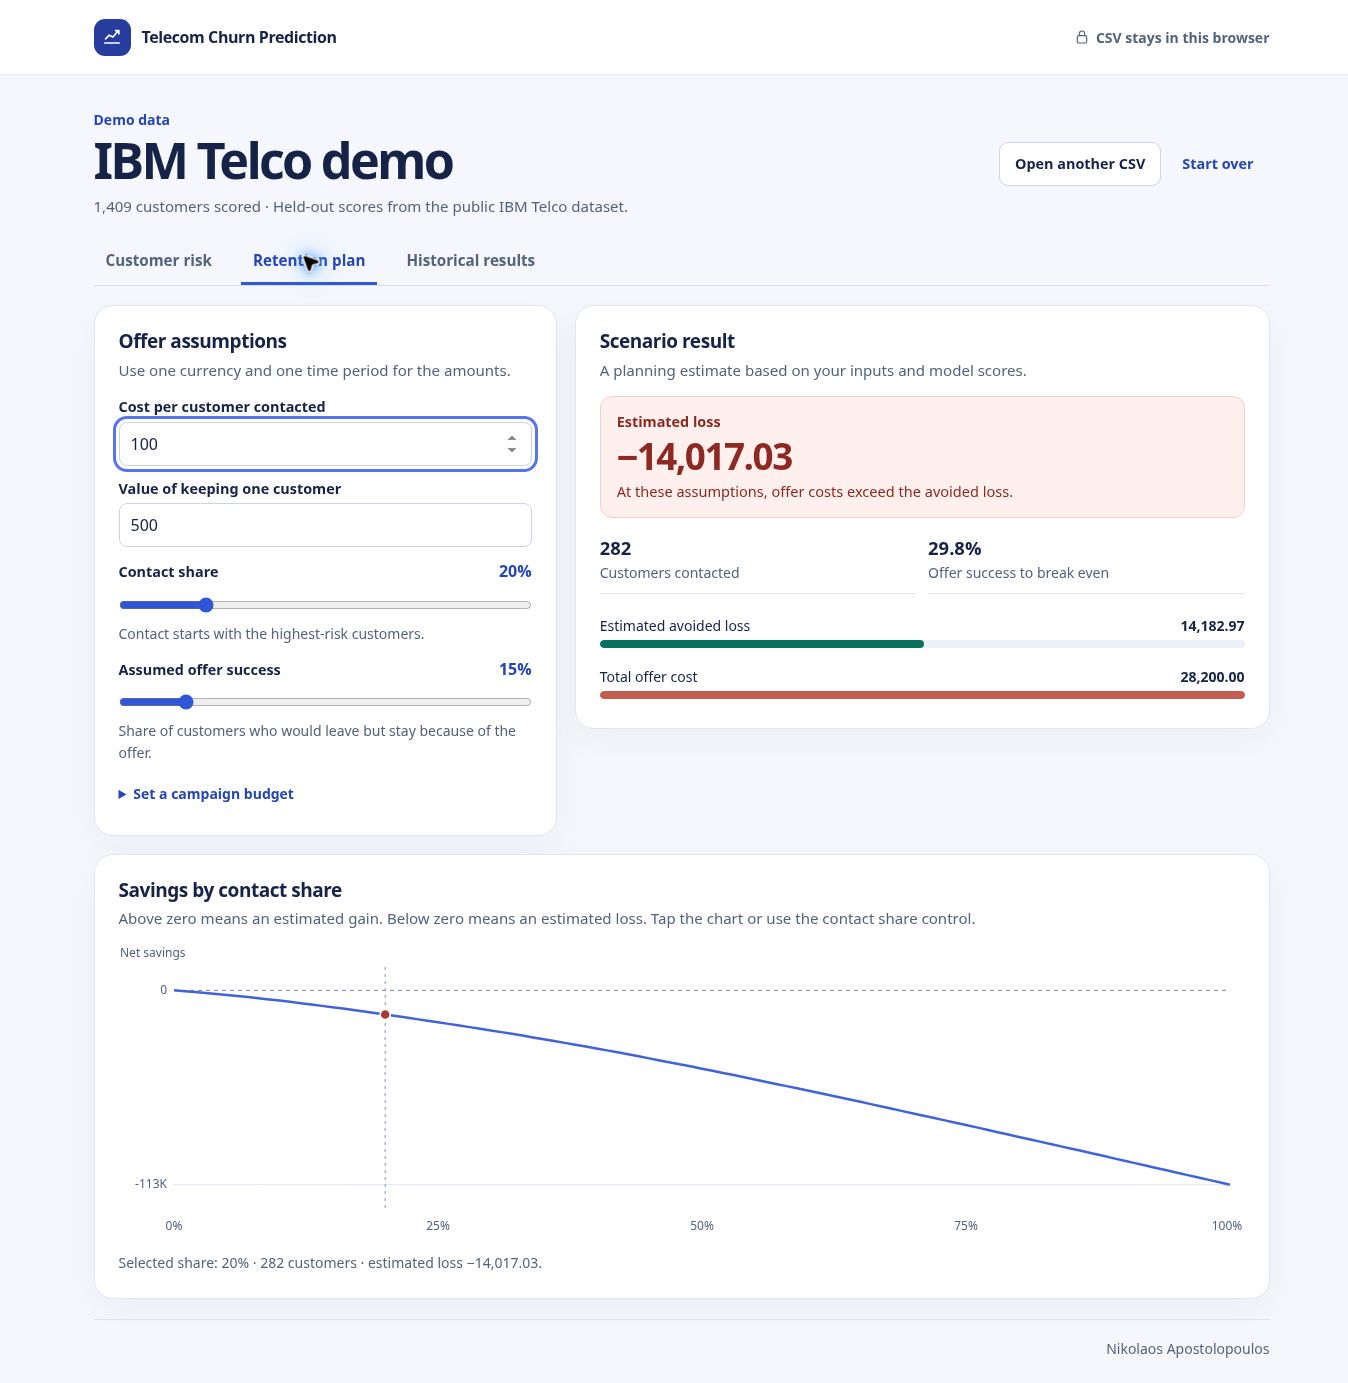 Telecom Churn Prediction
CSV stays in this browser
Demo data
IBM Telco demo
Open another CSV
Start over
1,409 customers scored · Held-out scores from the public IBM Telco dataset.
Customer risk
Retention plan
Historical results
Offer assumptions
Use one currency and one time period for the amounts.
Cost per customer contacted
100
Value of keeping one customer
500
Contact share 20%
Contact starts with the highest-risk customers.
Assumed offer success 15%
Share of customers who would leave but stay because of the
offer.
Set a campaign budget
Scenario result
A planning estimate based on your inputs and model scores.
Estimated loss
−14,017.03
At these assumptions, offer costs exceed the avoided loss.
282
Customers contacted
29.8%
Offer success to break even
Estimated avoided loss 14,182.97
Total offer cost 28,200.00
Savings by contact share
Above zero means an estimated gain. Below zero means an estimated loss. Tap the chart or use the contact share control.
Net savings
0
-113K
0% 25% 50% 75% 100%
Selected share: 20% · 282 customers · estimated loss −14,017.03.
Nikolaos Apostolopoulos